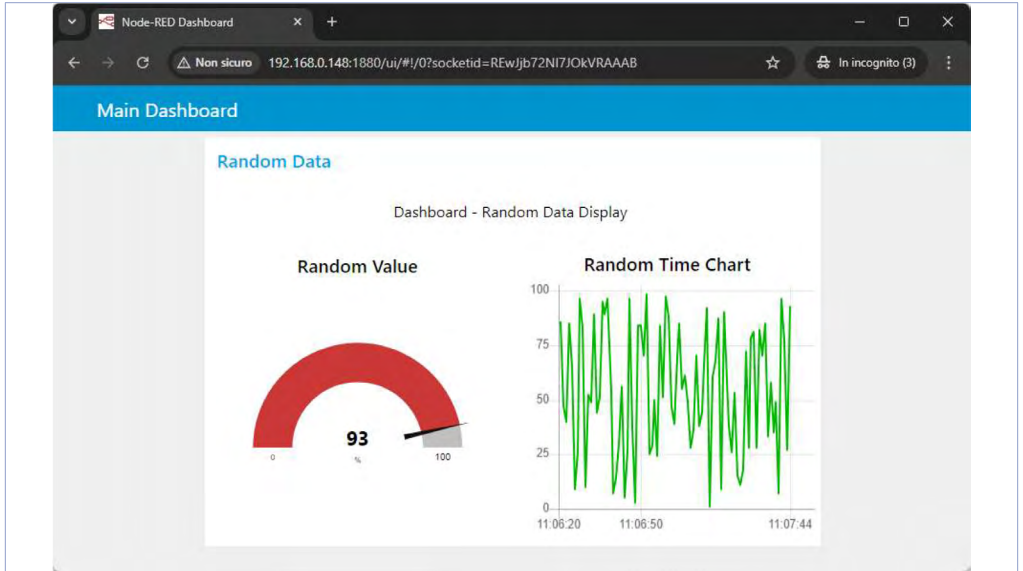 Node-RED Dashboard
Non sicuro 192.168.0.148:1880/ui/#!/0?socketid=REwJjb72NI7JOkVRAAAB In incognito (3)
Main Dashboard
Random Data
Dashboard - Random Data Display
Random Value
93
0 % 100
Random Time Chart
100
75
50
25
0
11:06:20 11:06:50 11:07:44